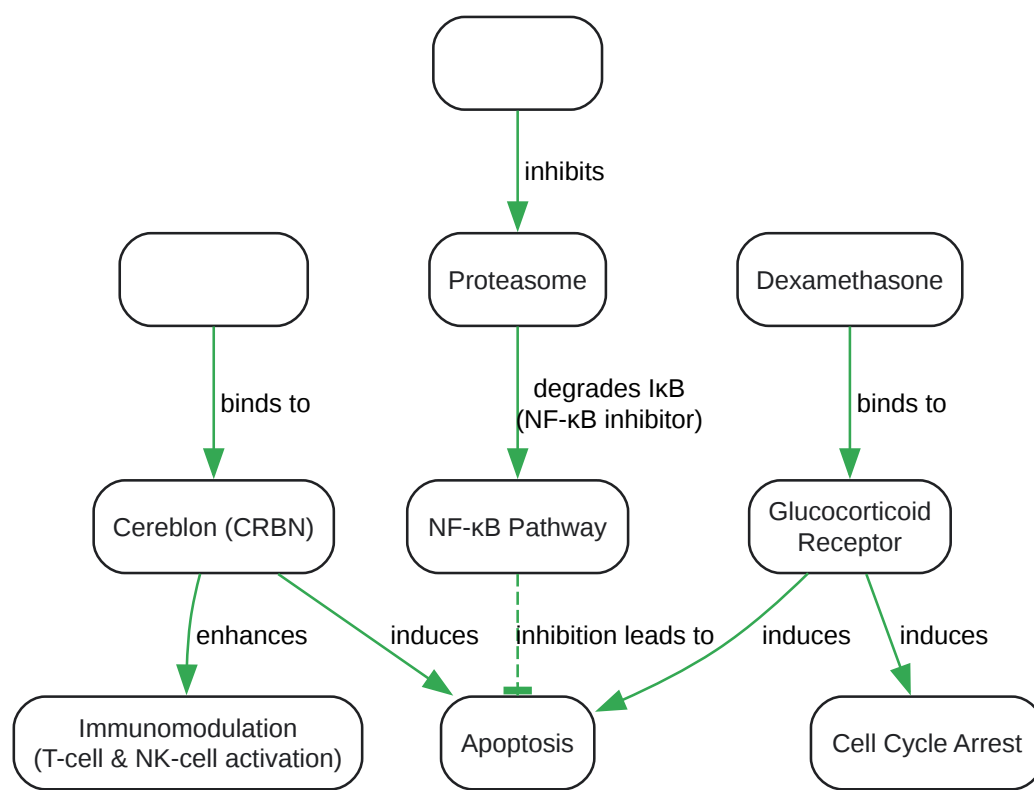 inhibits
Proteasome
Dexamethasone
binds to
degrades IκB
(NF-κB inhibitor)
binds to
Cereblon (CRBN)
NF-κB Pathway
Glucocorticoid
Receptor
enhances
induces
inhibition leads to
induces
induces
Immunomodulation
(T-cell & NK-cell activation)
Apoptosis
Cell Cycle Arrest